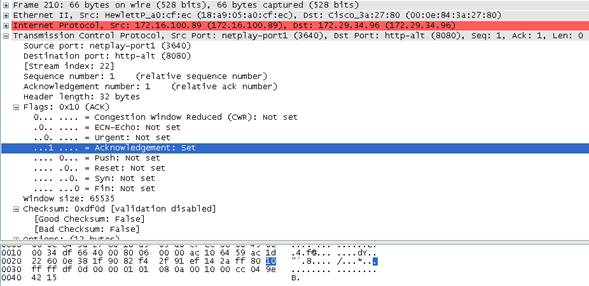 Frame 210: 66 bytes on wire (528 bits), 66 bytes captured (528 bits)
Ethernet II, Src: HewlettP_a0:cf:ec (18:a9:05:a0:cf:ec), Dst: Cisco_3a:27:80 (00:0e:84:3a:27:80)
Internet Protocol, Src: 172.16.100.89 (172.16.100.89), Dst: 172.29.34.96 (172.29.34.96)
Transmission Control Protocol, Src Port: netplay-port1 (3640), Dst Port: http-alt (8080), Seq: 1, Ack: 1, Len: 0
Source port: netplay-port1 (3640)
Destination port: http-alt (8080)
[Stream index: 22]
Sequence number: 1 (relative sequence number)
Acknowledgement number: 1 (relative ack number)
Header length: 32 bytes
Flags: 0x10 (ACK)
0... .... = Congestion Window Reduced (CWR): Not set
.0.. .... = ECN-Echo: Not set
..0. .... = Urgent: Not set
...1 .... = Acknowledgement: Set
.... 0... = Push: Not set
.... .0.. = Reset: Not set
.... ..0. = Syn: Not set
.... ...0 = Fin: Not set
Window size: 65535
Checksum: 0xdf0d [validation disabled]
[Good Checksum: False]
[Bad Checksum: False]
Options: (12 bytes)
0010 00 34 df 66 40 00 80 06 00 00 ac 10 64 59 ac 1d .4.f@... ....dY..
0020 22 60 0e 38 1f 90 82 f4 2f 91 ef 14 2a ff 80 10 "`.8.... /...*...
0030 ff ff df 0d 00 00 01 01 08 0a 00 10 00 cc 04 9e ........ ........
0040 42 15 B.